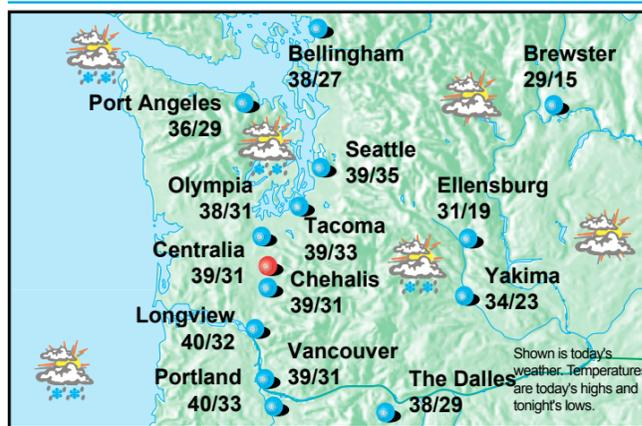 Bellingham
38/27
Brewster
29/15
Port Angeles
36/29
Seattle
39/35
Olympia
38/31
Ellensburg
31/19
Tacoma
39/33
Centralia
39/31
Chehalis
39/31
Yakima
34/23
Longview
40/32
Vancouver
39/31
Portland
40/33
The Dalles
38/29
Shown is today's
weather. Temperatures
are today's highs and
tonight's lows.